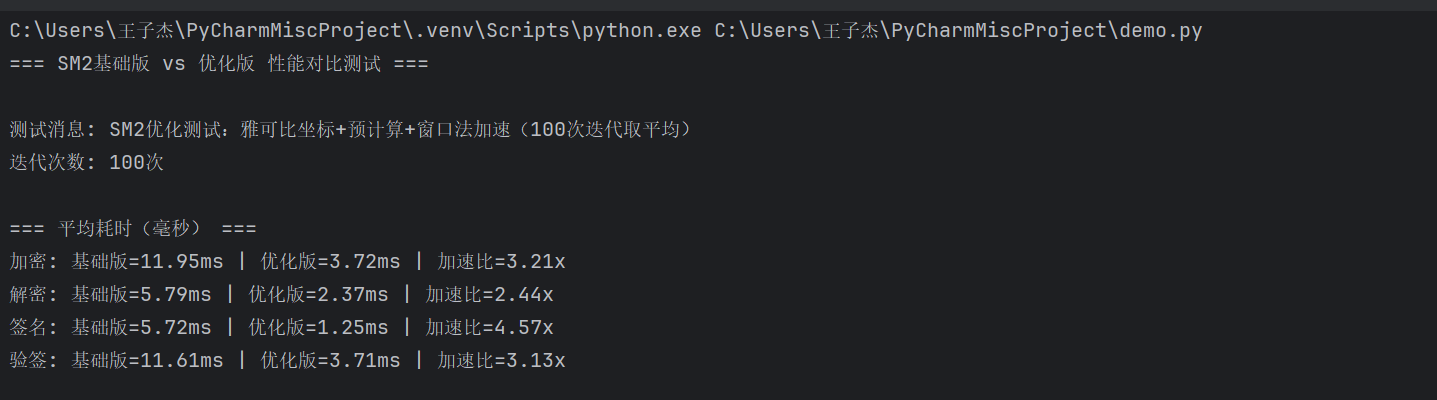 C:\Users\王子杰\PyCharmMiscProject\.venv\Scripts\python.exe C:\Users\王子杰\PyCharmMiscProject\demo.py
=== SM2基础版 vs 优化版 性能对比测试 ===
测试消息: SM2优化测试：雅可比坐标+预计算+窗口法加速（100次迭代取平均）
迭代次数: 100次
=== 平均耗时（毫秒） ===
加密: 基础版=11.95ms | 优化版=3.72ms | 加速比=3.21x
解密: 基础版=5.79ms | 优化版=2.37ms | 加速比=2.44x
签名: 基础版=5.72ms | 优化版=1.25ms | 加速比=4.57x
验签: 基础版=11.61ms | 优化版=3.71ms | 加速比=3.13x